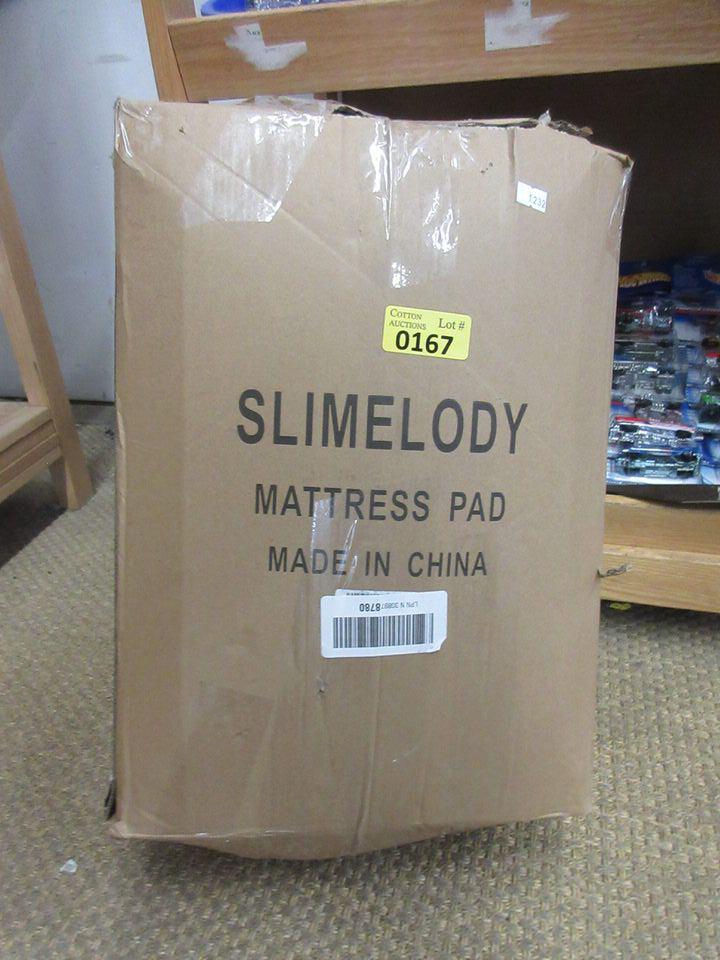 1232
COTTON
AUCTIONS Lot #
0167
SLIMELODY
MATTRESS PAD
MADE IN CHINA
8780